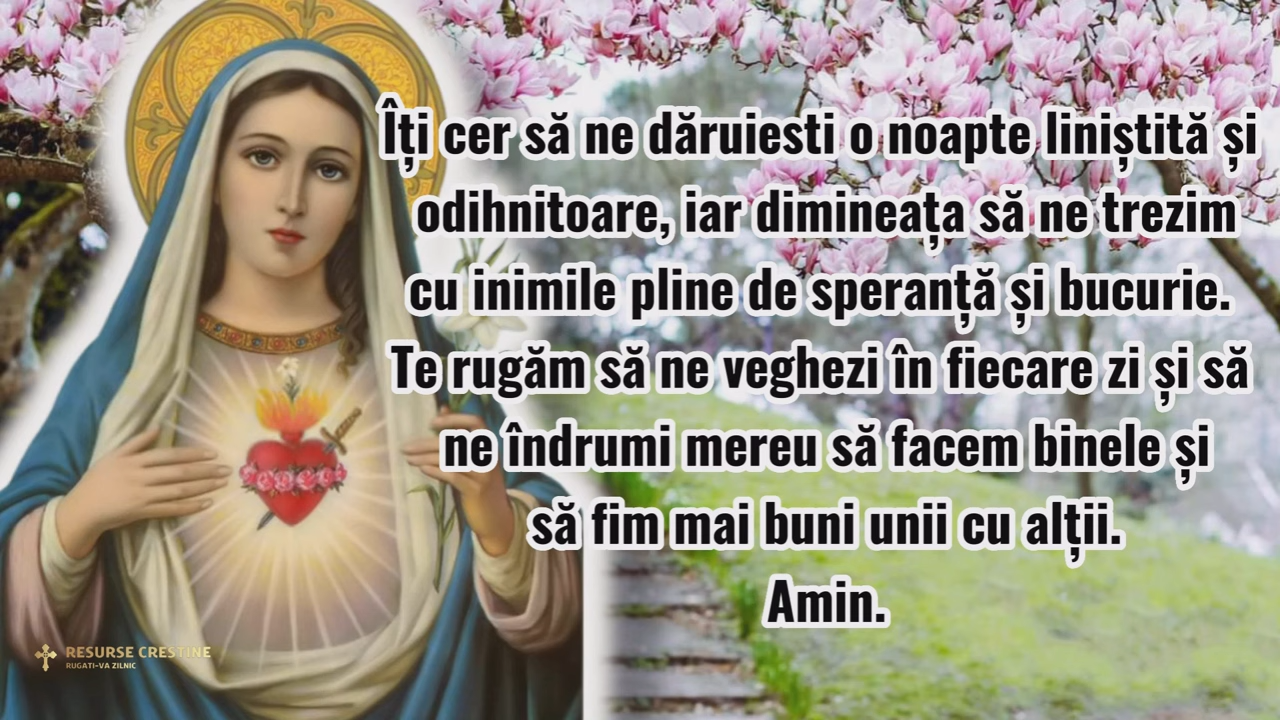 Îți cer să ne dăruiesti o noapte liniștită și
odihnitoare, iar dimineața să ne trezim
cu inimile pline de speranță și bucurie.
Te rugăm să ne veghezi în fiecare zi și să
ne îndrumi mereu să facem binele și
să fim mai buni unii cu alții.
Amin.
RESURSE CRESTINE
RUGATI-VA ZILNIC